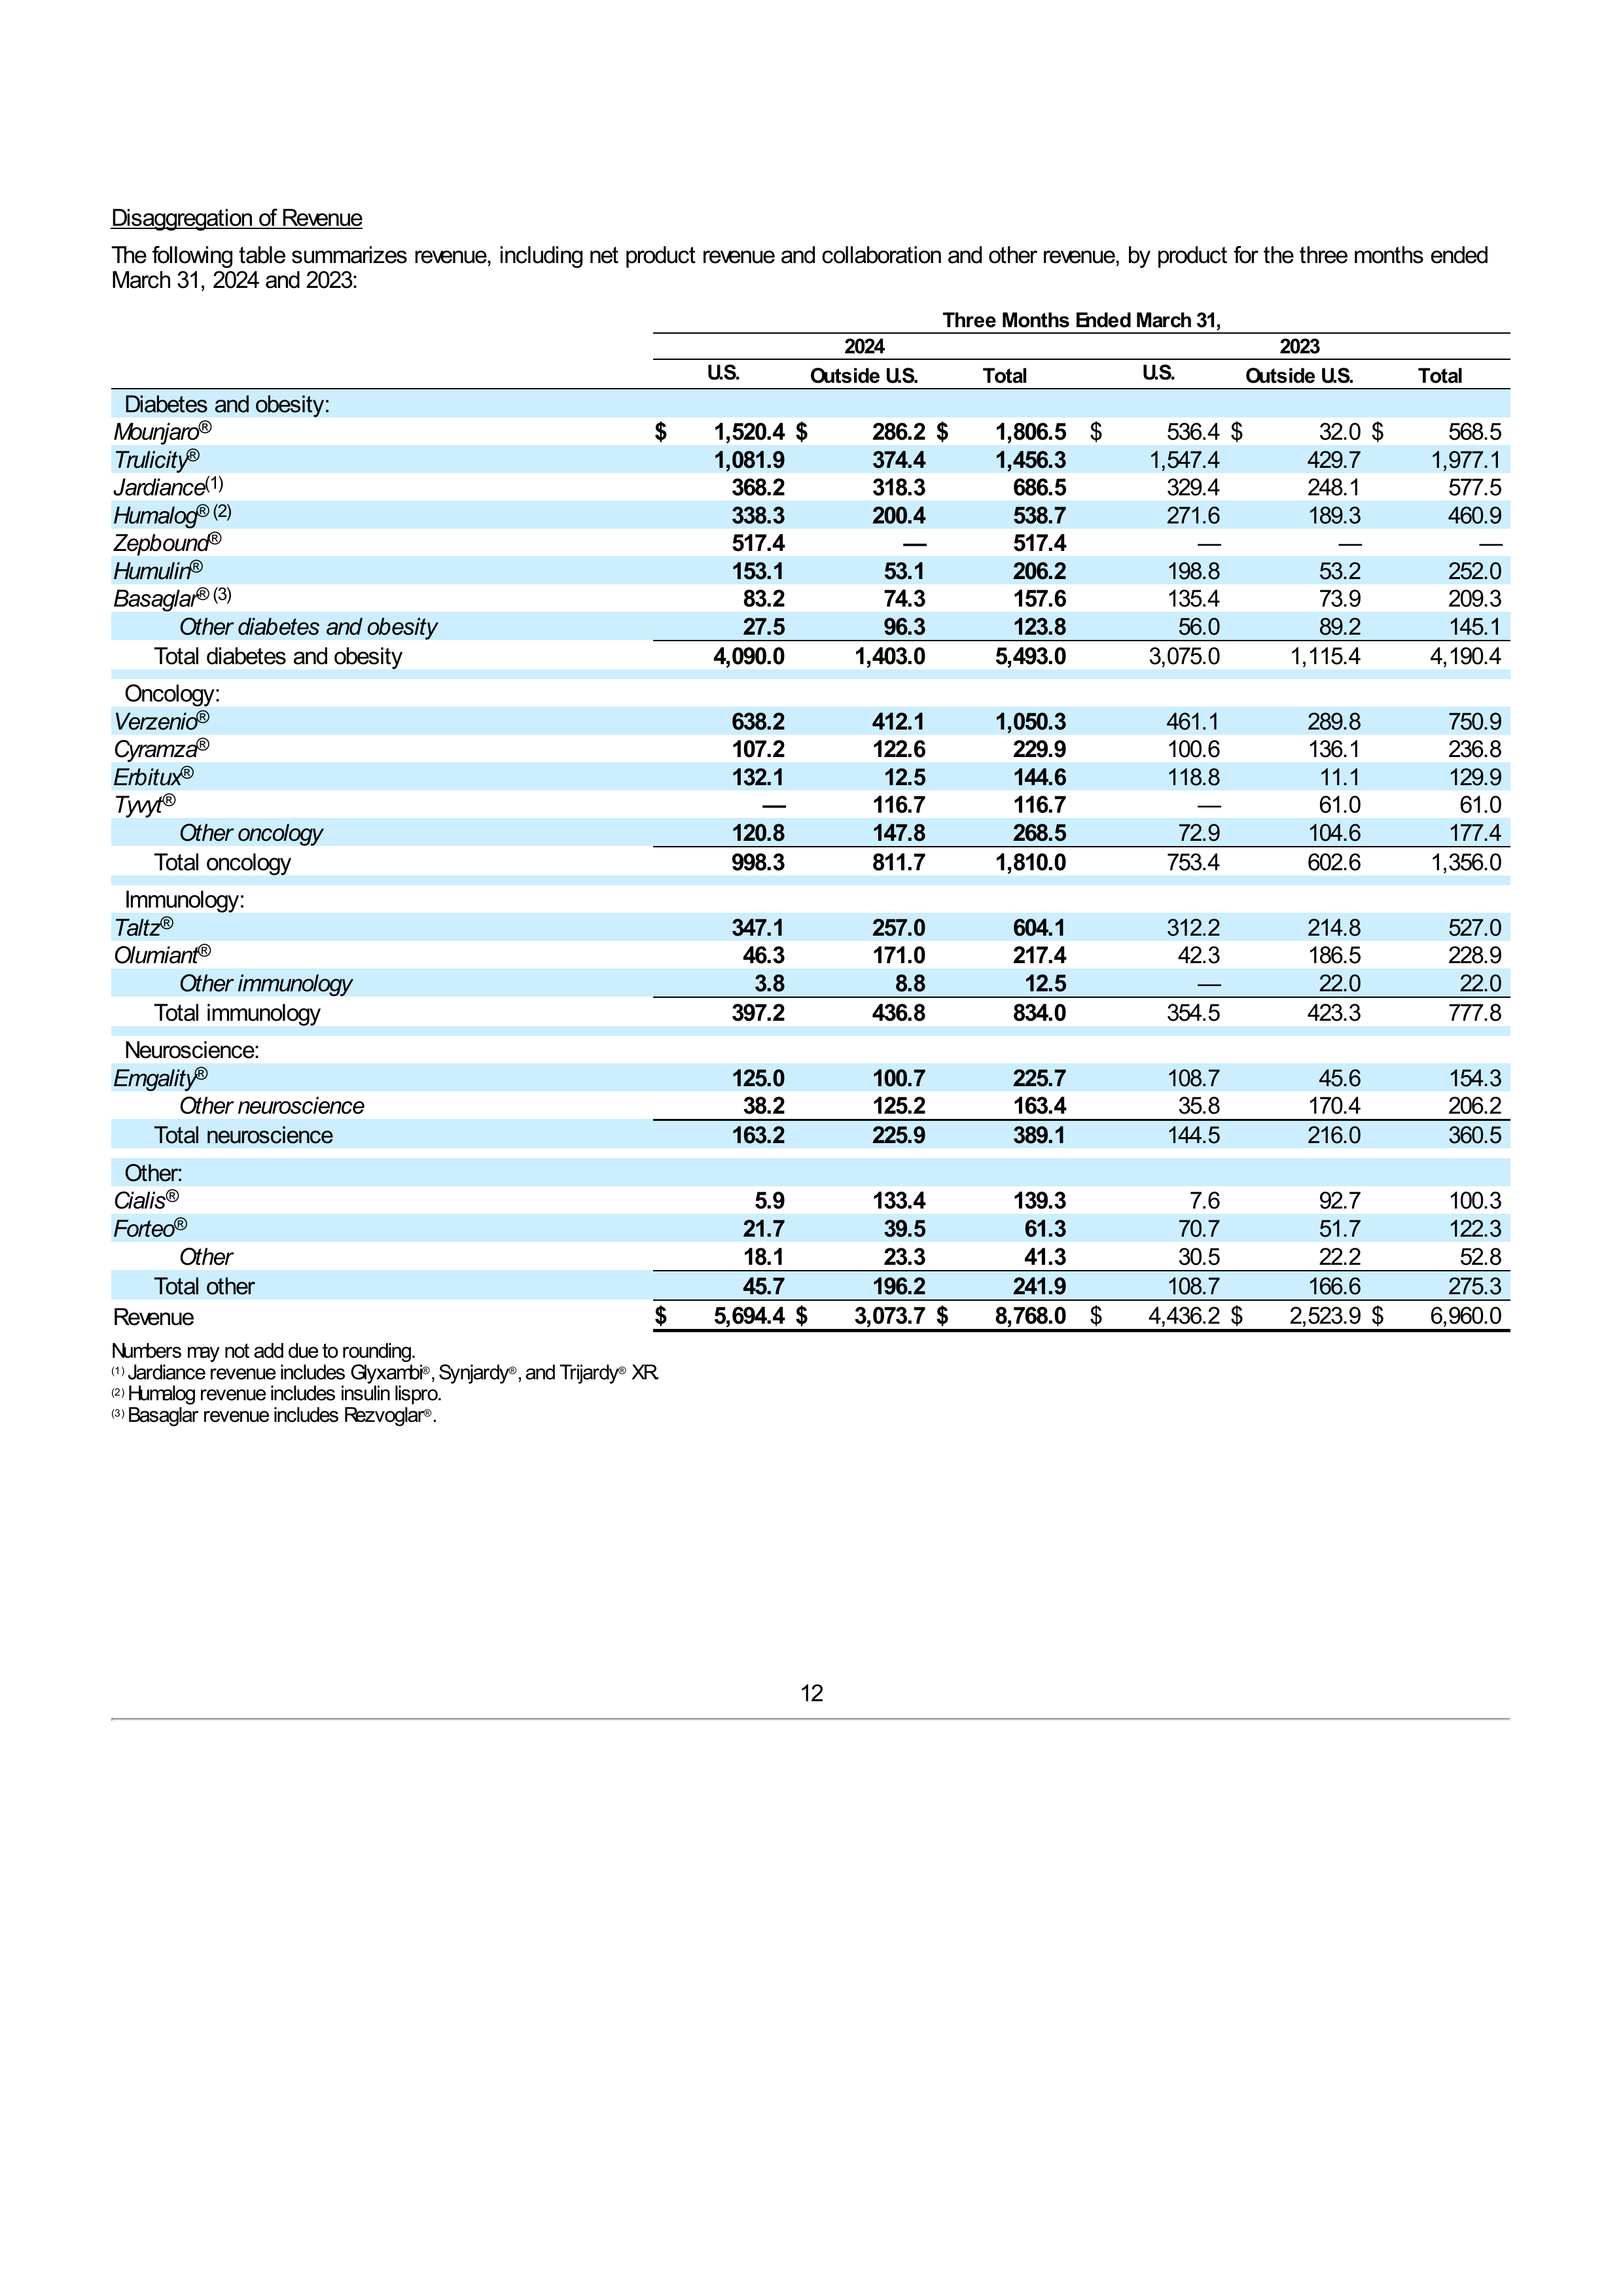 Disaggregation of Revenue
The following table summarizes revenue, including net product revenue and collaboration and other revenue, by product for the three months ended
March 31, 2024 and 2023:
Three Months Ended March 31,
2024 2023
U.S. Outside U.S. Total U.S. Outside U.S. Total
Diabetes and obesity:
Mounjaro® $ 1,520.4 $ 286.2 $ 1,806.5 $ 536.4 $ 32.0 $ 568.5
Trulicity® 1,081.9 374.4 1,456.3 1,547.4 429.7 1,977.1
Jardiance(1) 368.2 318.3 686.5 329.4 248.1 577.5
Humalog® (2) 338.3 200.4 538.7 271.6 189.3 460.9
Zepbound® 517.4 — 517.4 — — —
Humulin® 153.1 53.1 206.2 198.8 53.2 252.0
Basaglar® (3) 83.2 74.3 157.6 135.4 73.9 209.3
Other diabetes and obesity 27.5 96.3 123.8 56.0 89.2 145.1
Total diabetes and obesity 4,090.0 1,403.0 5,493.0 3,075.0 1,115.4 4,190.4
Oncology:
Verzenio® 638.2 412.1 1,050.3 461.1 289.8 750.9
Cyramza® 107.2 122.6 229.9 100.6 136.1 236.8
Erbitux® 132.1 12.5 144.6 118.8 11.1 129.9
Tyvyt® — 116.7 116.7 — 61.0 61.0
Other oncology 120.8 147.8 268.5 72.9 104.6 177.4
Total oncology 998.3 811.7 1,810.0 753.4 602.6 1,356.0
Immunology:
Taltz® 347.1 257.0 604.1 312.2 214.8 527.0
Olumiant® 46.3 171.0 217.4 42.3 186.5 228.9
Other immunology 3.8 8.8 12.5 — 22.0 22.0
Total immunology 397.2 436.8 834.0 354.5 423.3 777.8
Neuroscience:
Emgality® 125.0 100.7 225.7 108.7 45.6 154.3
Other neuroscience 38.2 125.2 163.4 35.8 170.4 206.2
Total neuroscience 163.2 225.9 389.1 144.5 216.0 360.5
Other:
Cialis® 5.9 133.4 139.3 7.6 92.7 100.3
Forteo® 21.7 39.5 61.3 70.7 51.7 122.3
Other 18.1 23.3 41.3 30.5 22.2 52.8
Total other 45.7 196.2 241.9 108.7 166.6 275.3
Revenue $ 5,694.4 $ 3,073.7 $ 8,768.0 $ 4,436.2 $ 2,523.9 $ 6,960.0
Numbers may not add due to rounding.
(1) Jardiance revenue includes Glyxambi®, Synjardy®, and Trijardy® XR.
(2) Humalog revenue includes insulin lispro.
(3) Basaglar revenue includes Rezvoglar®.
12